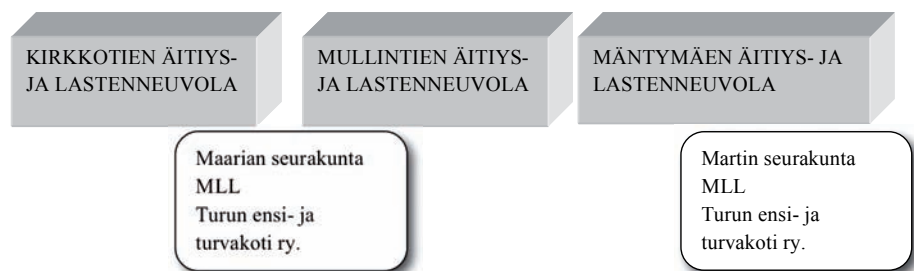 KIRKKOTIEN ÄITIYS-
JA LASTENNEUVOLA
MULLINTIEN ÄITIYS-
JA LASTENNEUVOLA
MÄNTYMÄEN ÄITIYS- JA
LASTENNEUVOLA
Maarian seurakunta
MLL
Turun ensi- ja
turvakoti ry.
Martin seurakunta
MLL
Turun ensi- ja
turvakoti ry.